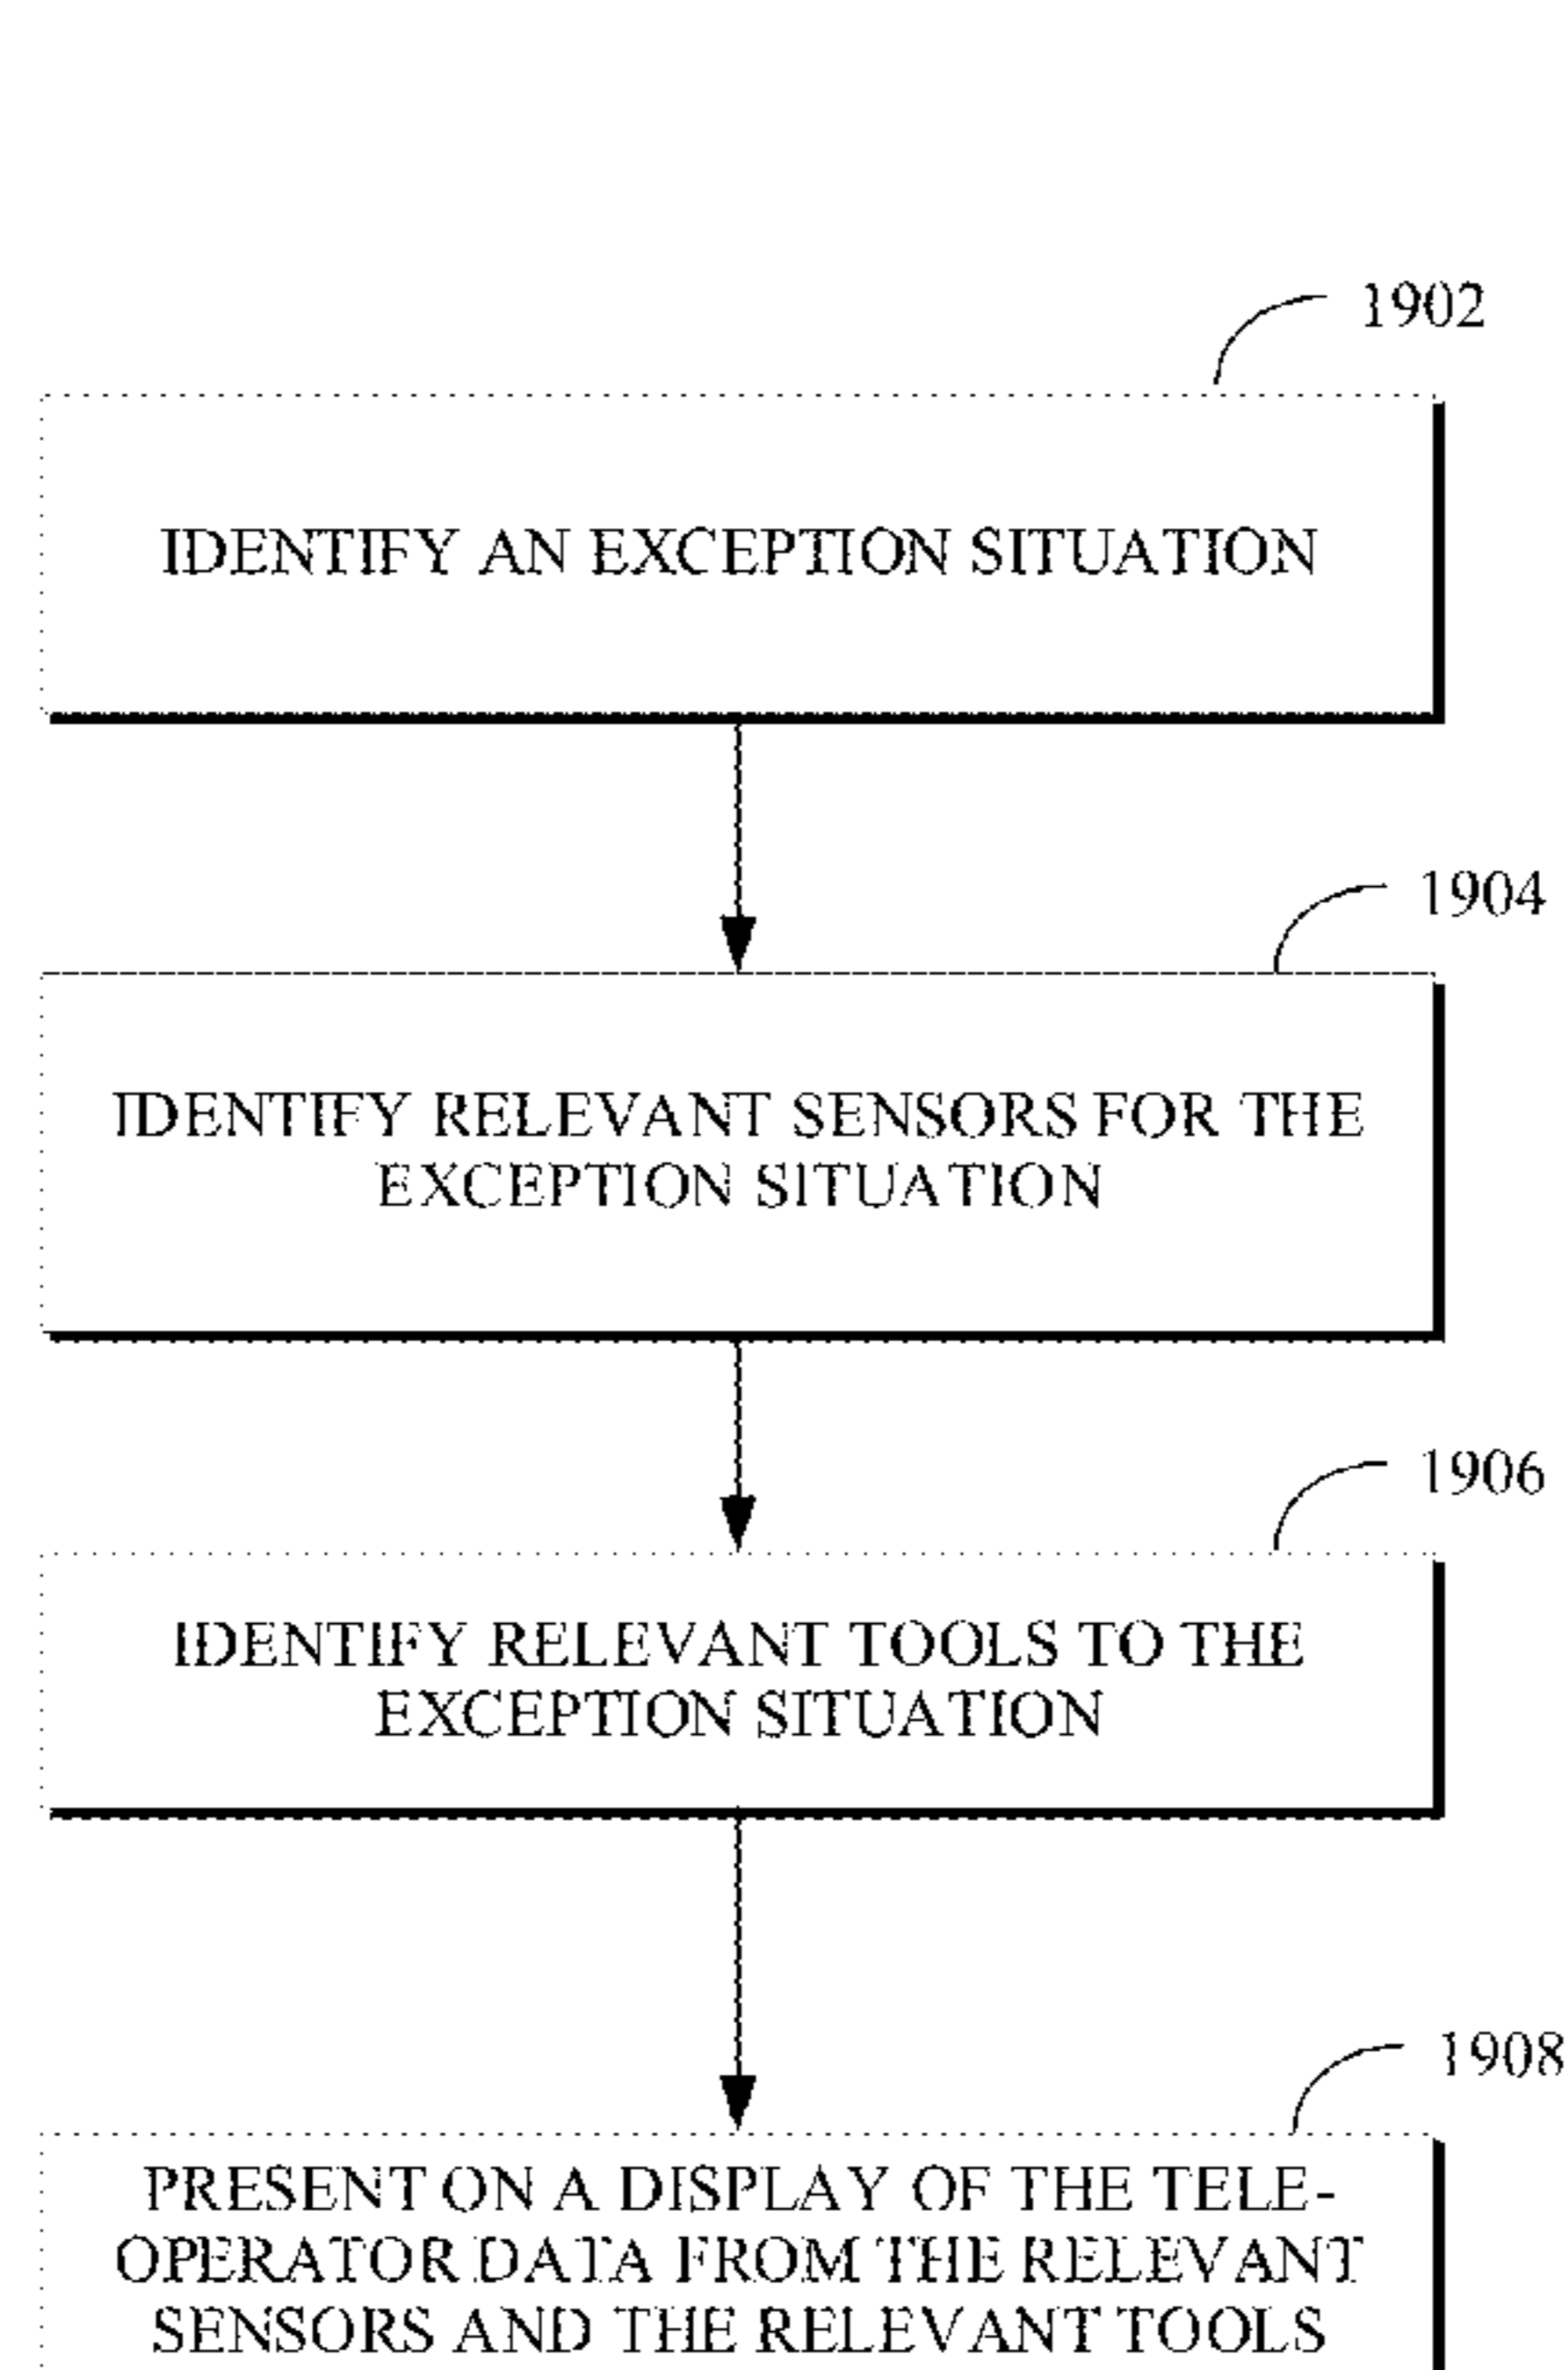 1902
IDENTIFY AN EXCEPTION SITUATION
1904
IDENTIFY RELEVANT SENSORS FOR THE
EXCEPTION SITUATION
1906
IDENTIFY RELEVANT TOOLS TO THE
EXCEPTION SITUATION
1908
PRESENT ON A DISPLAY OF THE TELE-
OPERATOR DATA FROM THE RELEVANT
SENSORS AND THE RELEVANT TOOLS